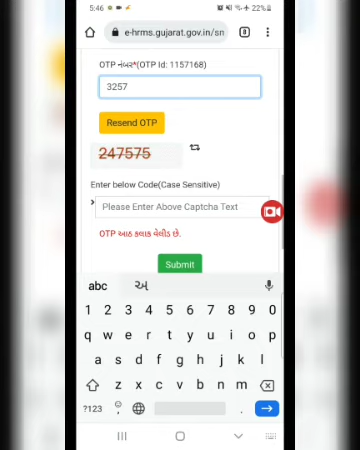 5:46
22%
e-hrms.gujarat.gov.in/sn
8
OTP નંબર*(OTP Id: 1157168)
3257
Resend OTP
247575
Enter below Code(Case Sensitive)
Please Enter Above Captcha Text
OTP આઠ કલાક વેલીડ છે.
Submit
abc અ
1 2 3 4 5 6 7 8 9 0
q w e r t y u i o p
a s d f g h j k l
z x c v b n m
?123 , .